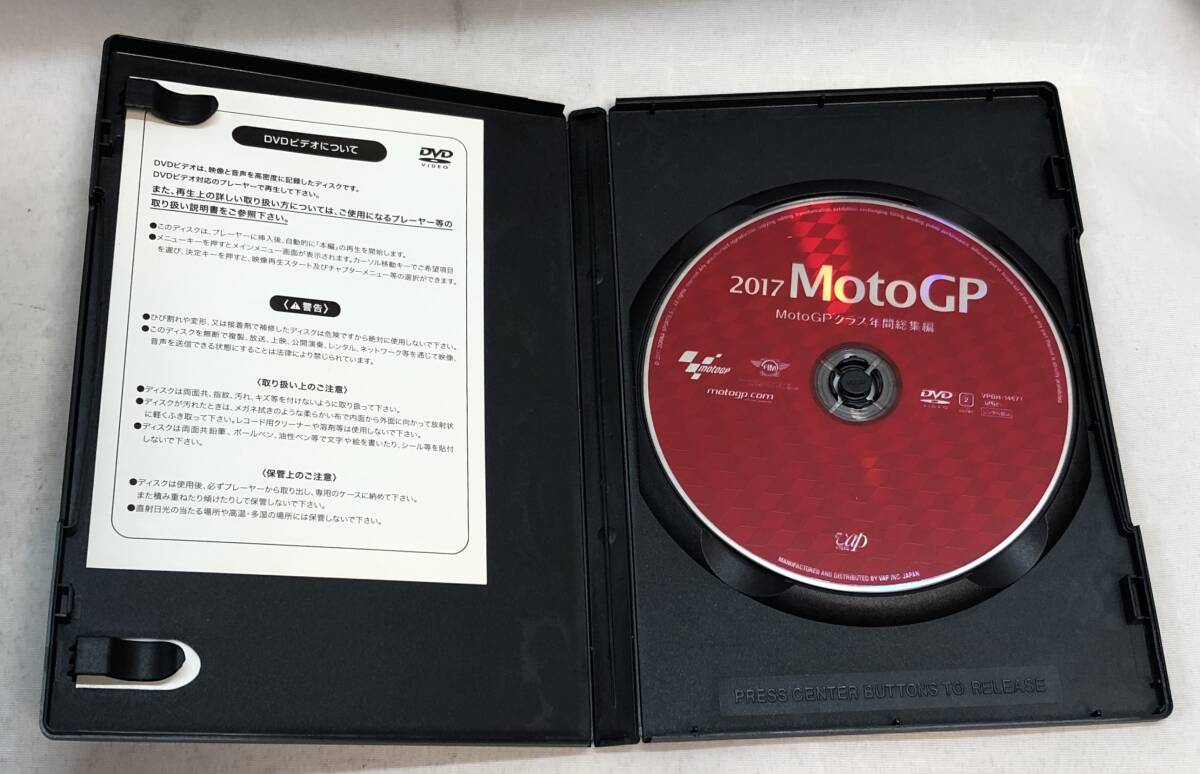 DVDビデオについて
DVD
VIDEO
DVDビデオは、映像と音声を高密度に記録したディスクです。
DVDビデオ対応のプレーヤーで再生して下さい。
また、再生上の詳しい取り扱い方については、ご使用になるプレーヤー等の
取り扱い説明書をご参照下さい。
●このディスクは、プレーヤーに挿入後、自動的に「本編」の再生を開始します。
●メニューキーを押すとメインメニュー画面が表示されます。カーソル移動キーでご希望項目
を選び、決定キーを押すと、映像再生スタート及びチャプターメニュー等の選択ができます。
〈⚠警告〉
●ひび割れや変形、又は接着剤で補修したディスクは危険ですから絶対に使用しないで下さい。
●このディスクを無断で複製、放送、上映、公開演奏、レンタル、ネットワーク等を通じて映像、
音声を送信できる状態にすることは法律により禁じられています。
〈取り扱い上のご注意〉
●ディスクは両面共、指紋、汚れ、キズ等を付けないように取り扱って下さい。
●ディスクが汚れたときは、メガネ拭きのような柔らかい布で内面から外面に向かって放射状
に軽くふき取って下さい。レコード用クリーナーや溶剤等は使用しないで下さい。
●ディスクは両面共鉛筆、ボールペン、油性ペン等で文字や絵を書いたり、シール等を貼付
しないで下さい。
〈保管上のご注意〉
●ディスクは使用後、必ずプレーヤーから取り出し、専用のケースに納めて下さい。
また積み重ねたり傾けたりして保管しないで下さい。
●直射日光の当たる場所や高温・多湿の場所には保管しないで下さい。
2017 MotoGP
MotoGPクラス年間総集編
motoGP
FIM
motogp.com
DVD
VIDEO
2
VPBH-14671
vap
MANUFACTURED AND DISTRIBUTED BY VAP INC. JAPAN
PRESS CENTER BUTTONS TO RELEASE